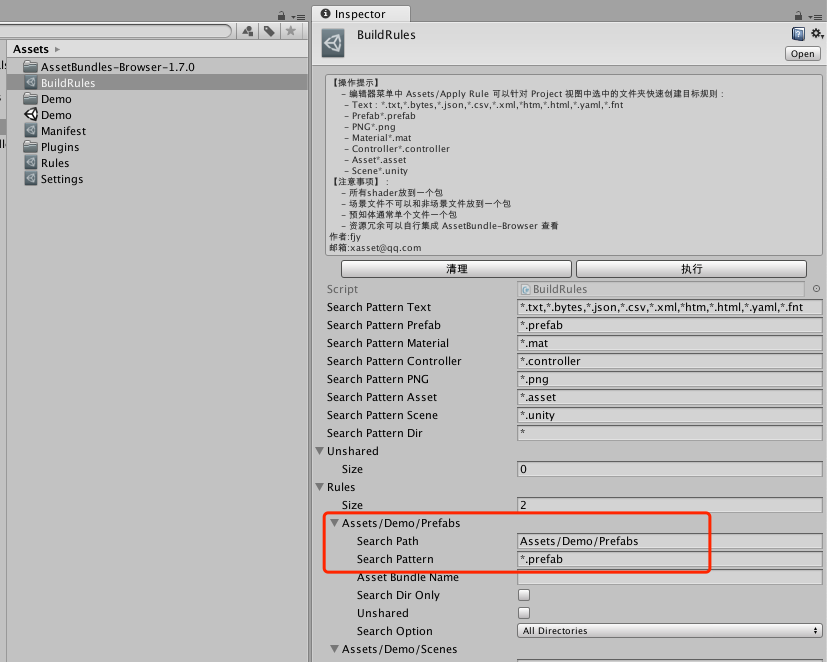 Inspector
Assets
BuildRules
Open
AssetBundles-Browser-1.7.0
BuildRules
Demo
Demo
Manifest
Plugins
Rules
Settings
【操作提示】
- 编辑器菜单中 Assets/Apply Rule 可以针对 Project 视图中选中的文件夹快速创建目标规则：
- Text：*.txt,*.bytes,*.json,*.csv,*.xml,*htm,*.html,*.yaml,*.fnt
- Prefab*.prefab
- PNG*.png
- Material*.mat
- Controller*.controller
- Asset*.asset
- Scene*.unity
【注意事项】：
- 所有shader放到一个包
- 场景文件不可以和非场景文件放到一个包
- 预知体通常单个文件一个包
- 资源冗余可以自行集成 AssetBundle-Browser 查看
作者:fjy
邮箱:xasset@qq.com
清理 执行
Script BuildRules
Search Pattern Text *.txt,*.bytes,*.json,*.csv,*.xml,*htm,*.html,*.yaml,*.fnt
Search Pattern Prefab *.prefab
Search Pattern Material *.mat
Search Pattern Controller *.controller
Search Pattern PNG *.png
Search Pattern Asset *.asset
Search Pattern Scene *.unity
Search Pattern Dir *
Unshared
Size 0
Rules
Size 2
Assets/Demo/Prefabs
Search Path Assets/Demo/Prefabs
Search Pattern *.prefab
Asset Bundle Name
Search Dir Only
Unshared
Search Option All Directories
Assets/Demo/Scenes